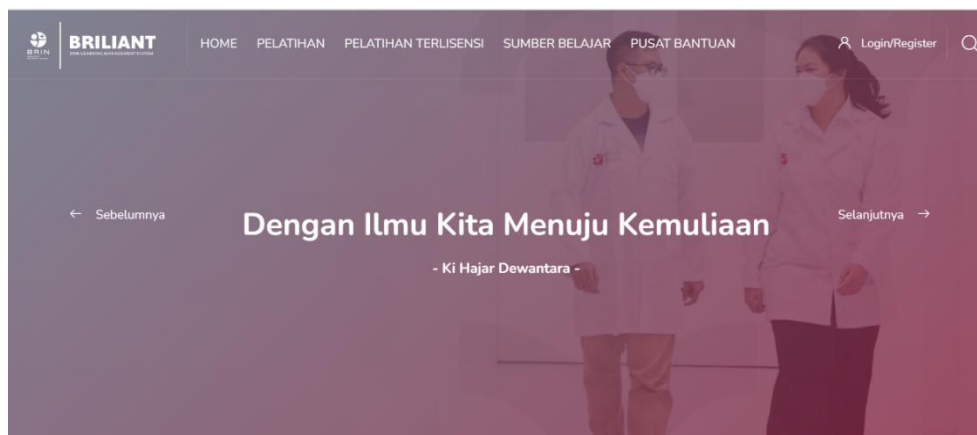 BRIN
BRILIANT
HOME
PELATIHAN
PELATIHAN TERLISENSI
SUMBER BELAJAR
PUSAT BANTUAN
Login/Register
← Sebelumnya
Dengan Ilmu Kita Menuju Kemuliaan
Selanjutnya →
- Ki Hajar Dewantara -